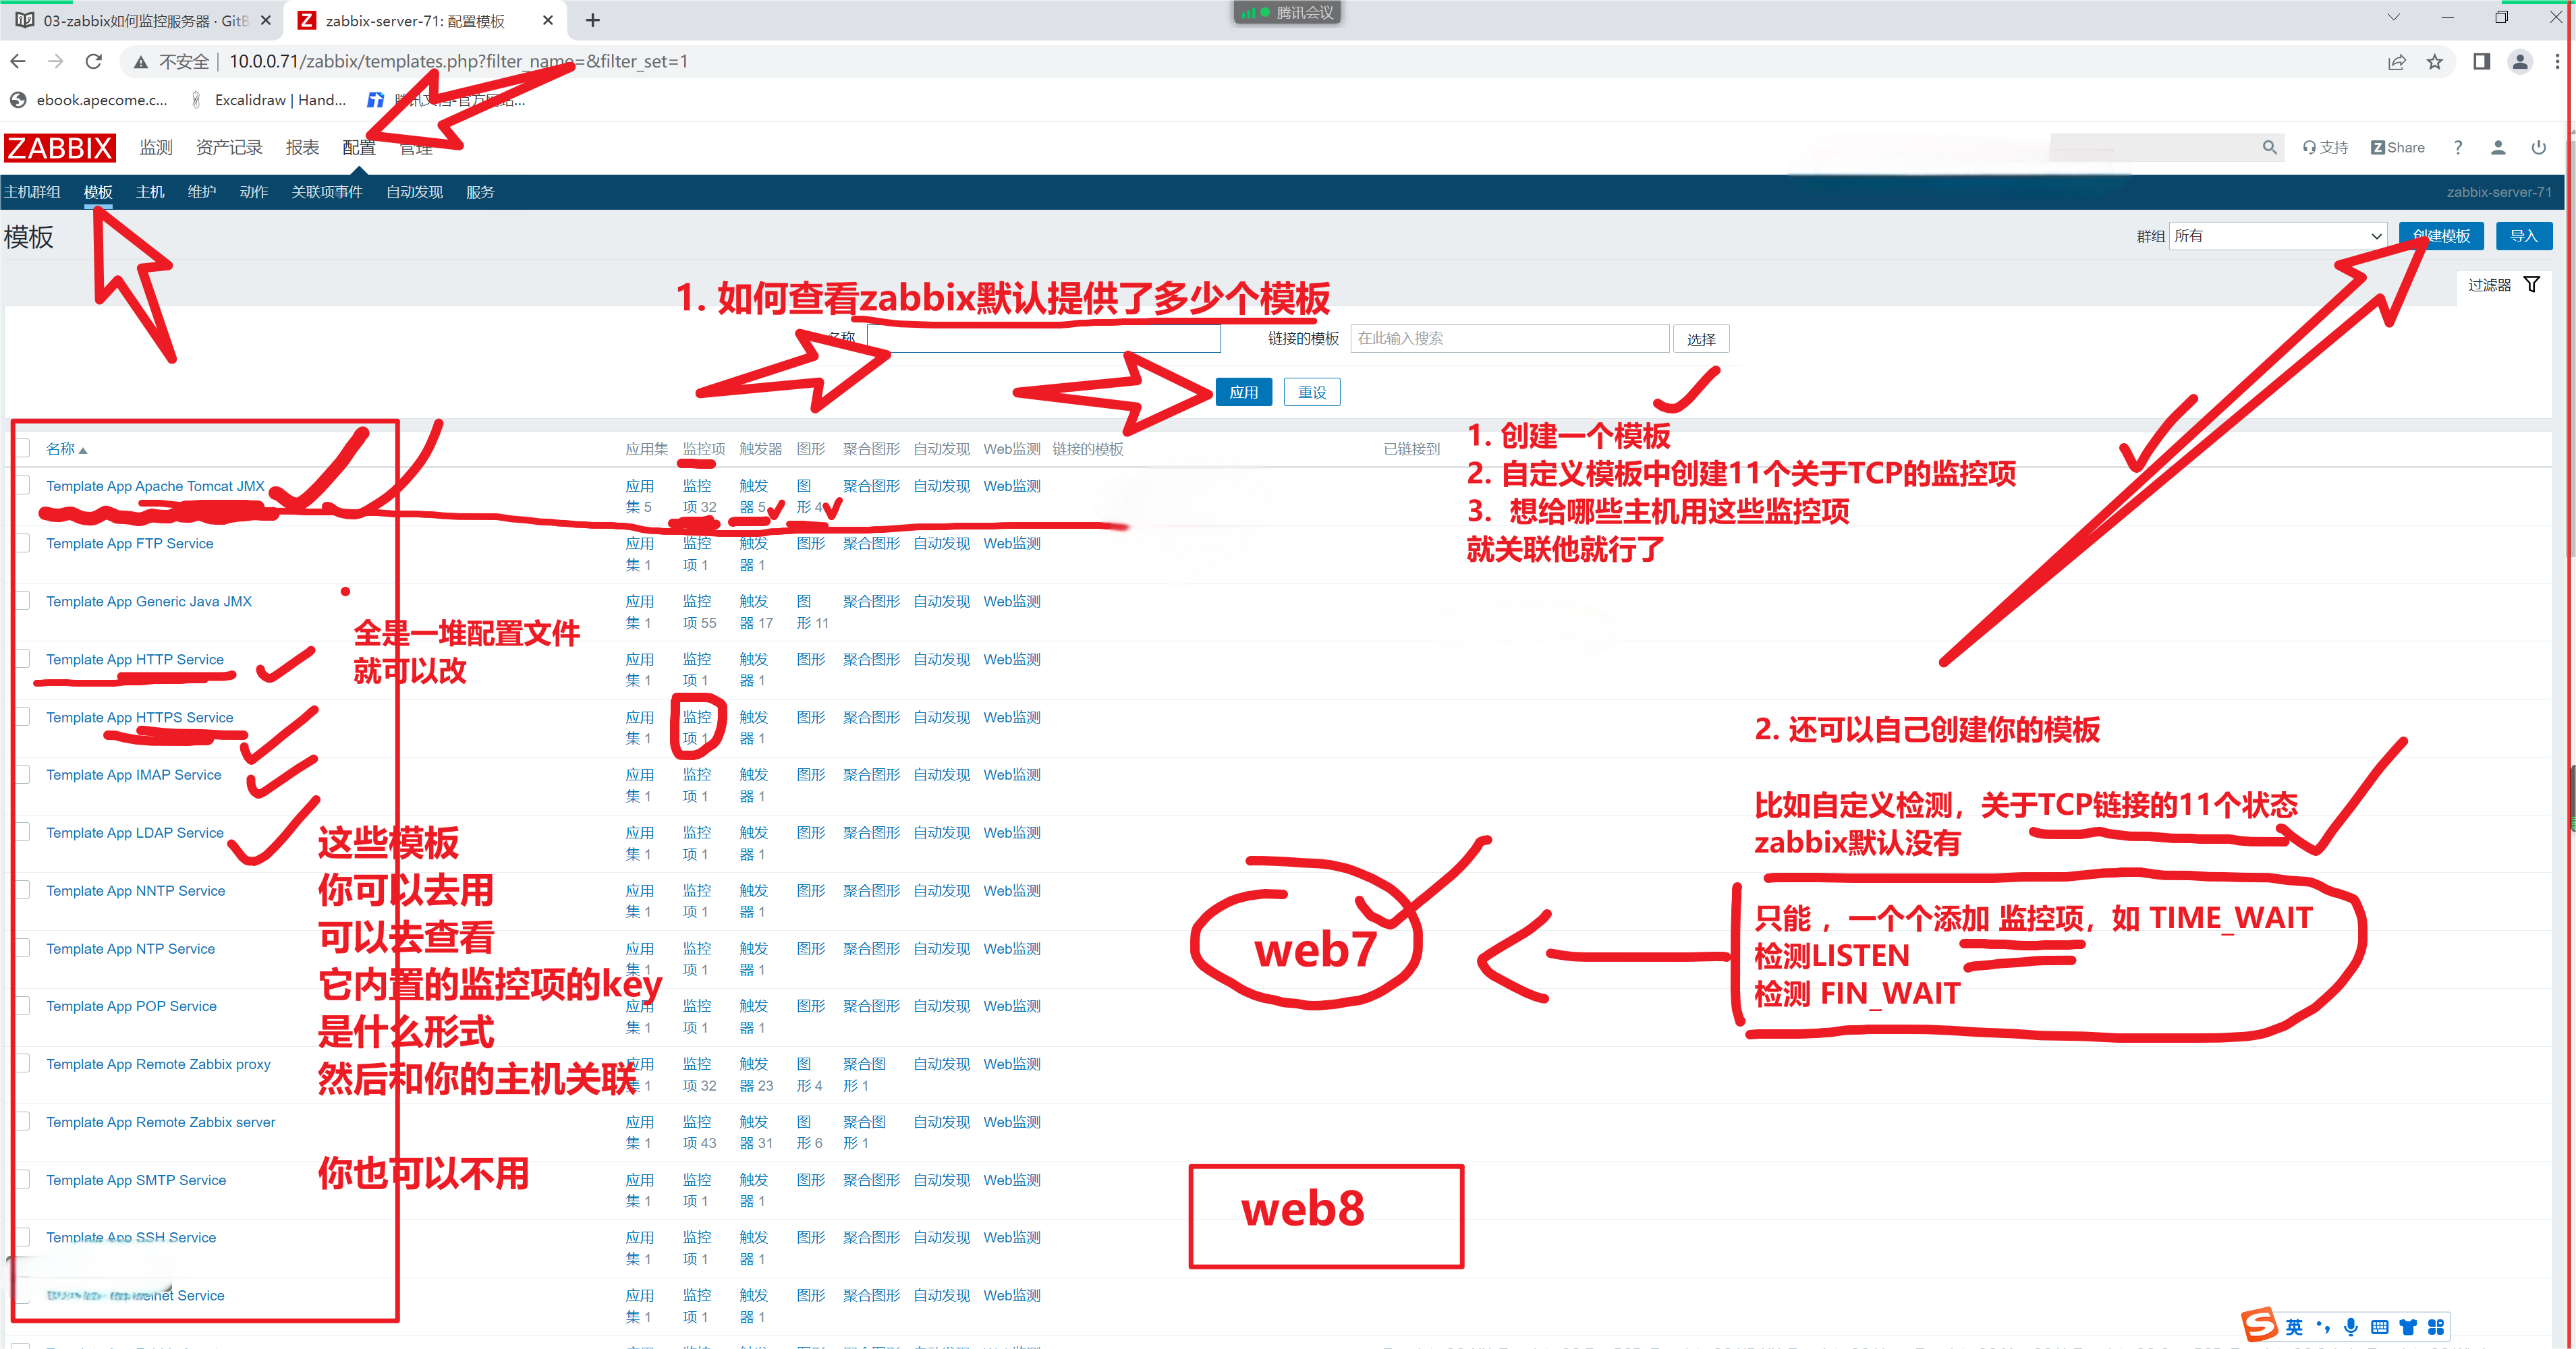 03-zabbix如何监控服务器 · GitB
zabbix-server-71: 配置模板
腾讯会议
不安全 10.0.0.71/zabbix/templates.php?filter_name=&filter_set=1
ebook.apecome.c... Excalidraw | Hand...
ZABBIX 监测 资产记录 报表 配置 管理 支持 Share ?
主机群组 模板 主机 维护 动作 关联项事件 自动发现 服务 zabbix-server-71
模板 群组 所有 创建模板 导入
过滤器
1. 如何查看zabbix默认提供了多少个模板
名称 链接的模板 在此输入搜索 选择
应用 重设
名称 应用集 监控项 触发器 图形 聚合图形 自动发现 Web监测 链接的模板 已链接到
Template App Apache Tomcat JMX 应用集 5 监控项 32 触发器 5 图形 4 聚合图形 自动发现 Web监测
Template App FTP Service 应用集 1 监控项 1 触发器 1 图形 聚合图形 自动发现 Web监测
Template App Generic Java JMX 应用集 1 监控项 55 触发器 17 图形 11 聚合图形 自动发现 Web监测
Template App HTTP Service 应用集 1 监控项 1 触发器 1 图形 聚合图形 自动发现 Web监测
Template App HTTPS Service 应用集 1 监控项 1 触发器 1 图形 聚合图形 自动发现 Web监测
Template App IMAP Service 应用集 1 监控项 1 触发器 1 图形 聚合图形 自动发现 Web监测
Template App LDAP Service 应用集 1 监控项 1 触发器 1 图形 聚合图形 自动发现 Web监测
Template App NNTP Service 应用集 1 监控项 1 触发器 1 图形 聚合图形 自动发现 Web监测
Template App NTP Service 应用集 1 监控项 1 触发器 1 图形 聚合图形 自动发现 Web监测
Template App POP Service 应用集 1 监控项 1 触发器 1 图形 聚合图形 自动发现 Web监测
Template App Remote Zabbix proxy 应用集 1 监控项 32 触发器 23 图形 4 聚合图形 1 自动发现 Web监测
Template App Remote Zabbix server 应用集 1 监控项 43 触发器 31 图形 6 聚合图形 1 自动发现 Web监测
Template App SMTP Service 应用集 1 监控项 1 触发器 1 图形 聚合图形 自动发现 Web监测
Template App SSH Service 应用集 1 监控项 1 触发器 1 图形 聚合图形 自动发现 Web监测
Service 应用集 1 监控项 1 触发器 1 图形 聚合图形 自动发现 Web监测
全是一堆配置文件
就可以改
这些模板
你可以去用
可以去查看
它内置的监控项的key
是什么形式
然后和你的主机关联
你也可以不用
1. 创建一个模板
2. 自定义模板中创建11个关于TCP的监控项
3. 想给哪些主机用这些监控项
就关联他就行了
2. 还可以自己创建你的模板
比如自定义检测，关于TCP链接的11个状态
zabbix默认没有
只能 ，一个个添加 监控项，如 TIME_WAIT
检测LISTEN
检测 FIN_WAIT
web7
web8
英